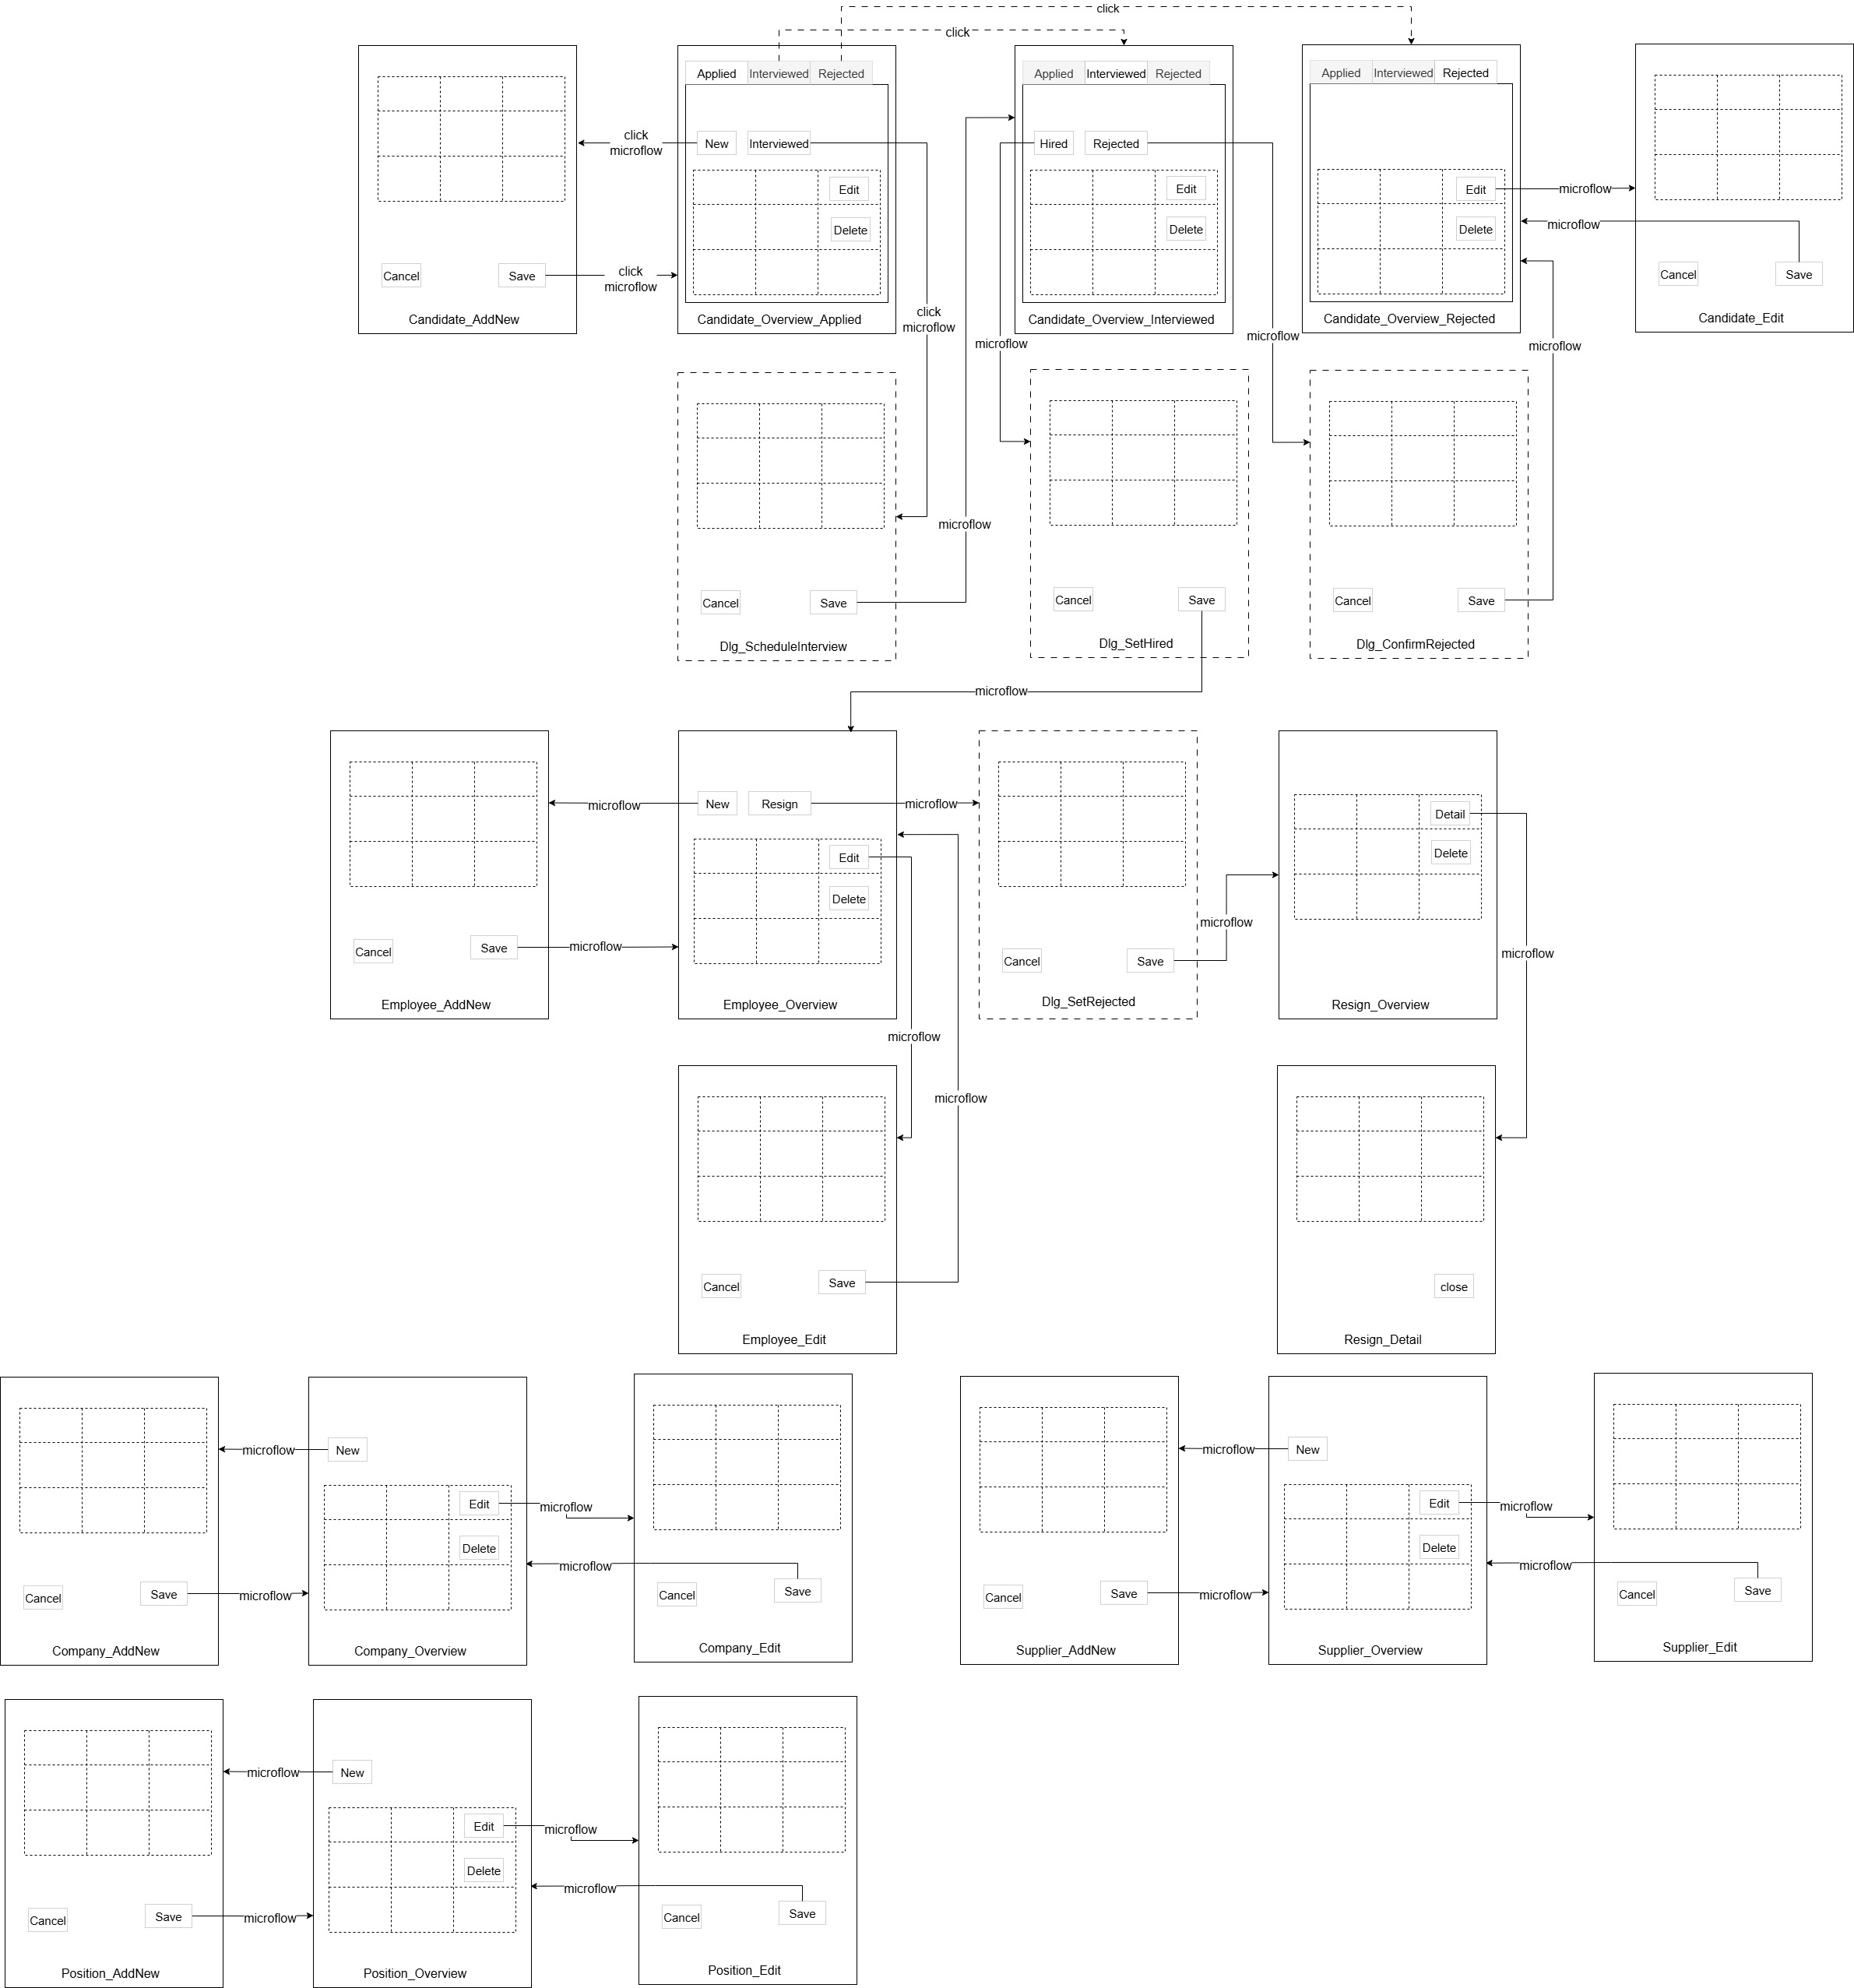 click
click
Applied
Interviewed
Rejected
Applied
Interviewed
Rejected
Applied
Interviewed
Rejected
click
microflow
New
Interviewed
Hired
Rejected
Edit
Delete
Edit
Delete
Edit
Delete
microflow
microflow
Cancel
Save
click
microflow
Cancel
Save
Candidate_AddNew
Candidate_Overview_Applied
Candidate_Overview_Interviewed
Candidate_Overview_Rejected
Candidate_Edit
click
microflow
microflow
microflow
microflow
microflow
Cancel
Save
Cancel
Save
Cancel
Save
Dlg_ScheduleInterview
Dlg_SetHired
Dlg_ConfirmRejected
microflow
microflow
New
Resign
microflow
Detail
Delete
Edit
Delete
microflow
Cancel
Save
microflow
Cancel
Save
microflow
Employee_AddNew
Employee_Overview
Dlg_SetRejected
Resign_Overview
microflow
microflow
Cancel
Save
close
Employee_Edit
Resign_Detail
microflow
New
Edit
Delete
microflow
microflow
Cancel
Save
microflow
Cancel
Save
Company_AddNew
Company_Overview
Company_Edit
microflow
New
Edit
Delete
microflow
microflow
Cancel
Save
microflow
Cancel
Save
Supplier_AddNew
Supplier_Overview
Supplier_Edit
microflow
New
Edit
Delete
microflow
microflow
Cancel
Save
microflow
Cancel
Save
Position_AddNew
Position_Overview
Position_Edit